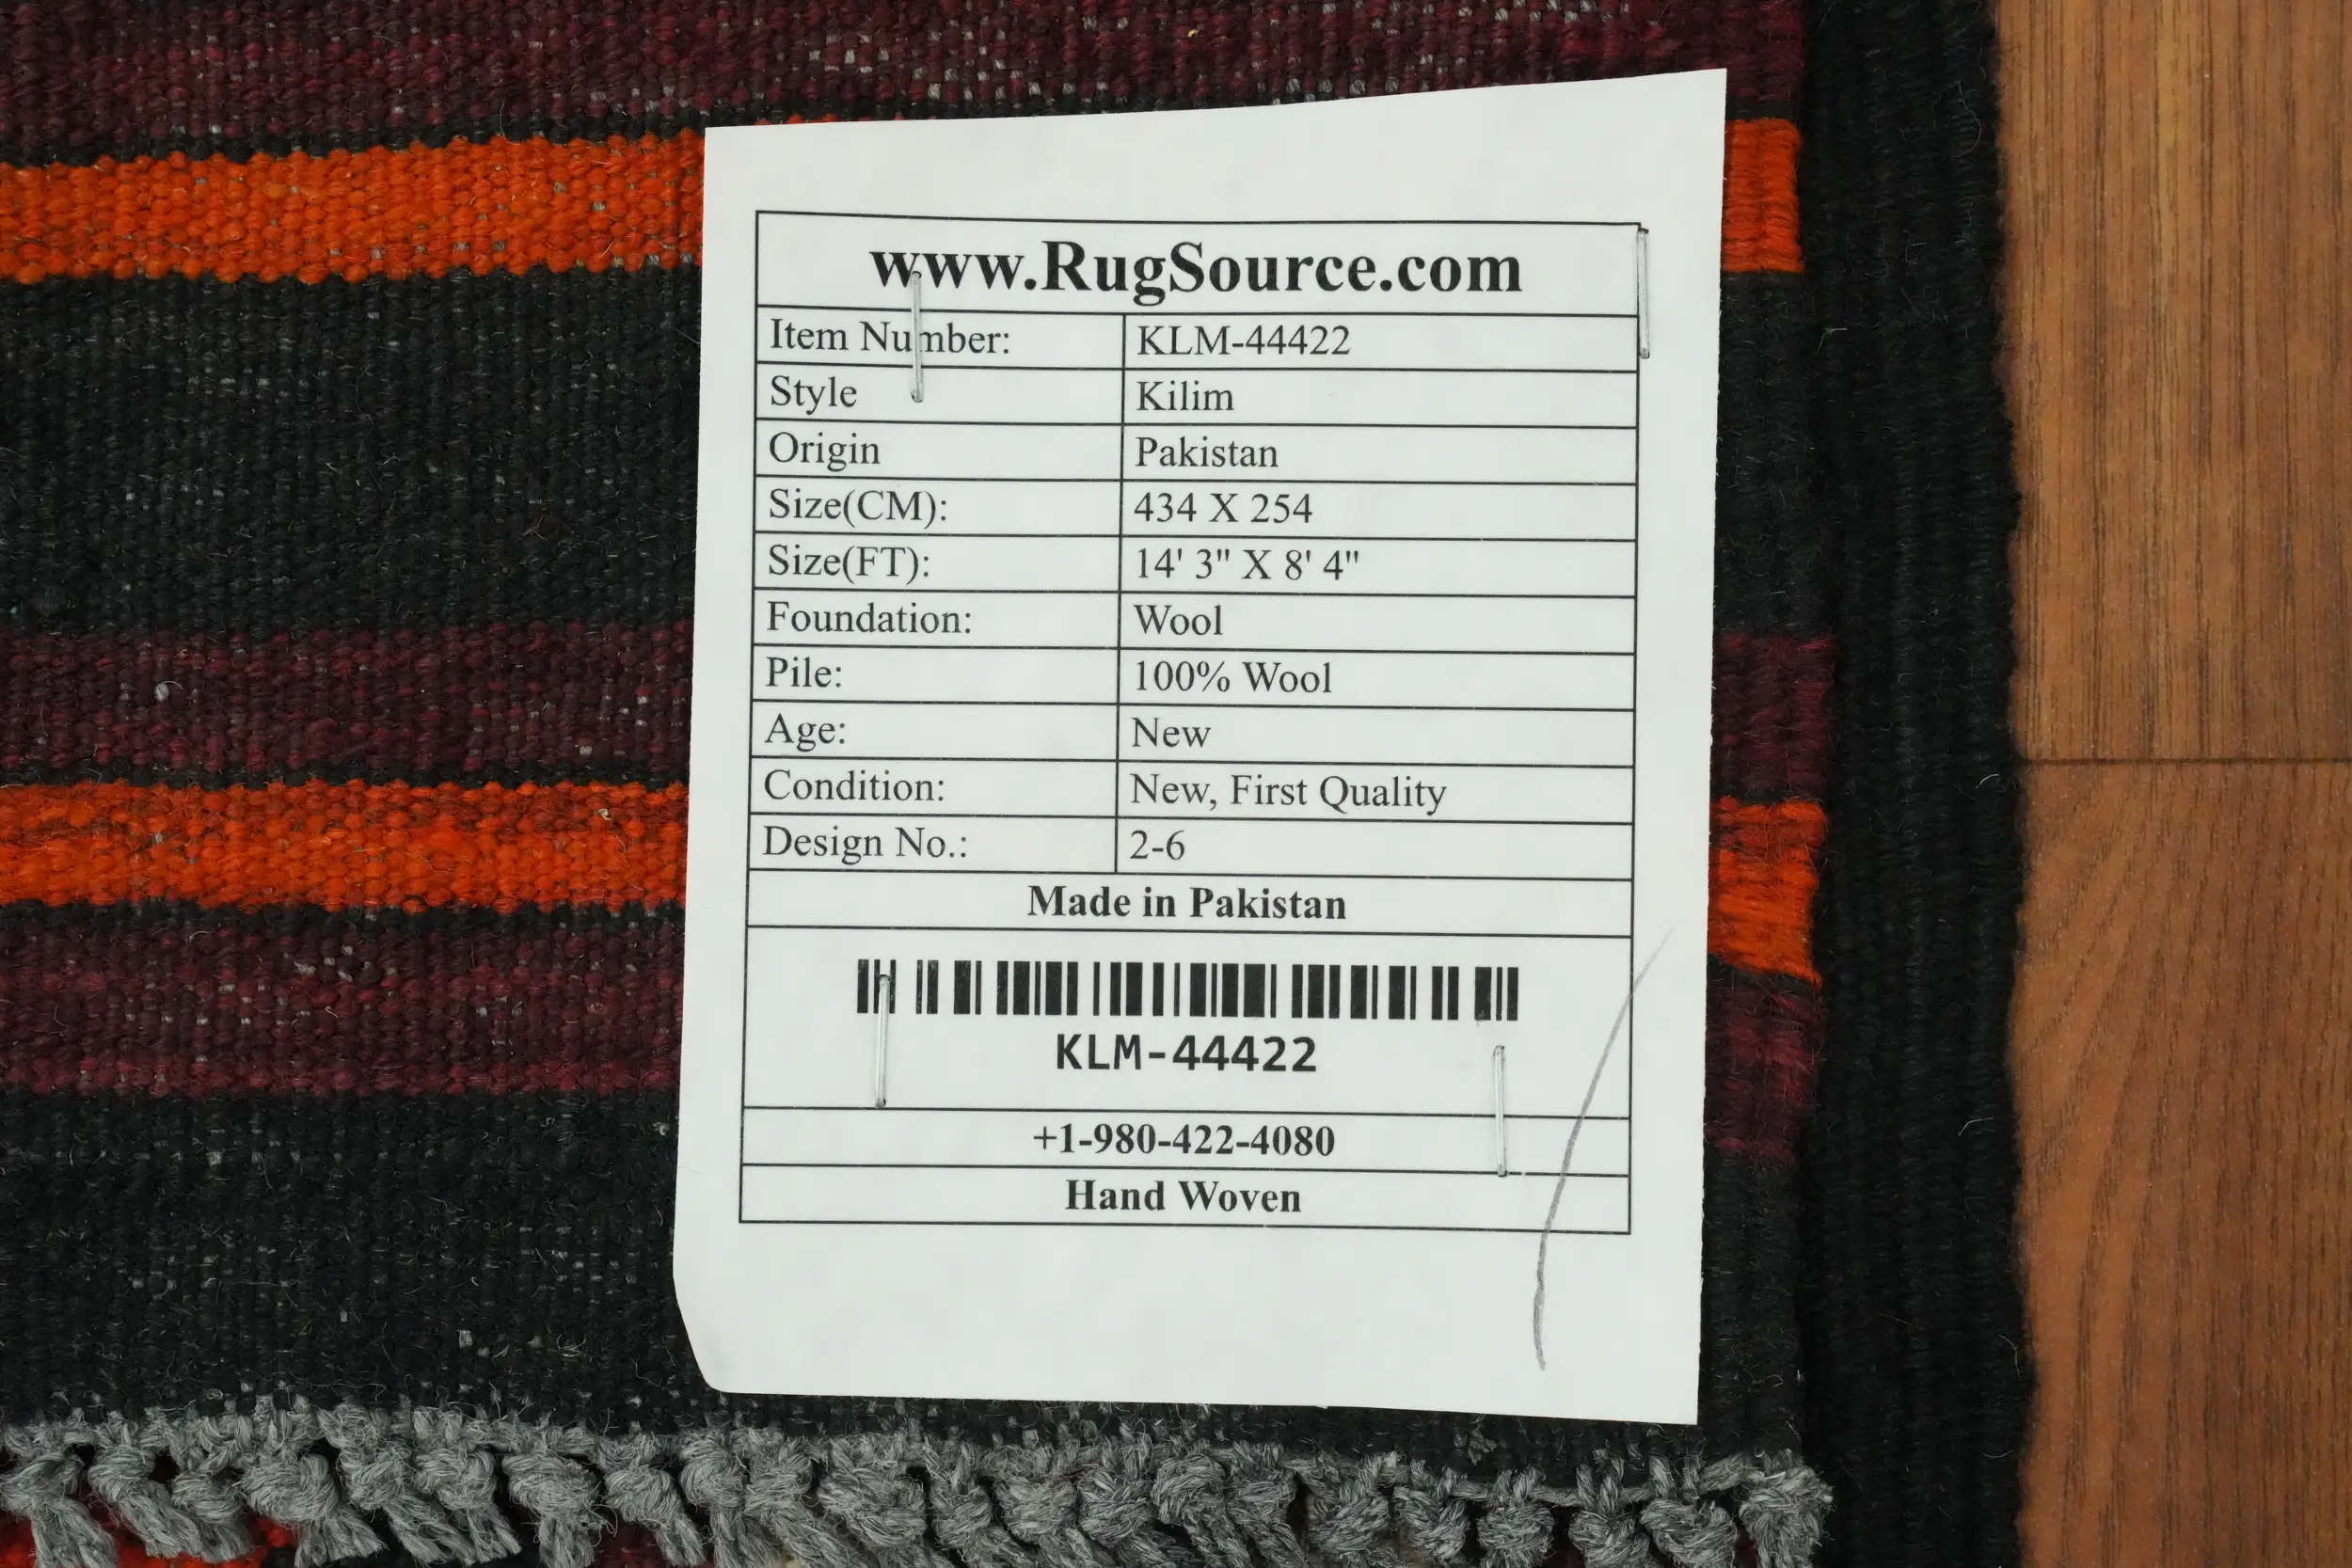 www.RugSource.com
Item Number: KLM-44422
Style Kilim
Origin Pakistan
Size(CM): 434 X 254
Size(FT): 14' 3" X 8' 4"
Foundation: Wool
Pile: 100% Wool
Age: New
Condition: New, First Quality
Design No.: 2-6
Made in Pakistan
KLM-44422
+1-980-422-4080
Hand Woven